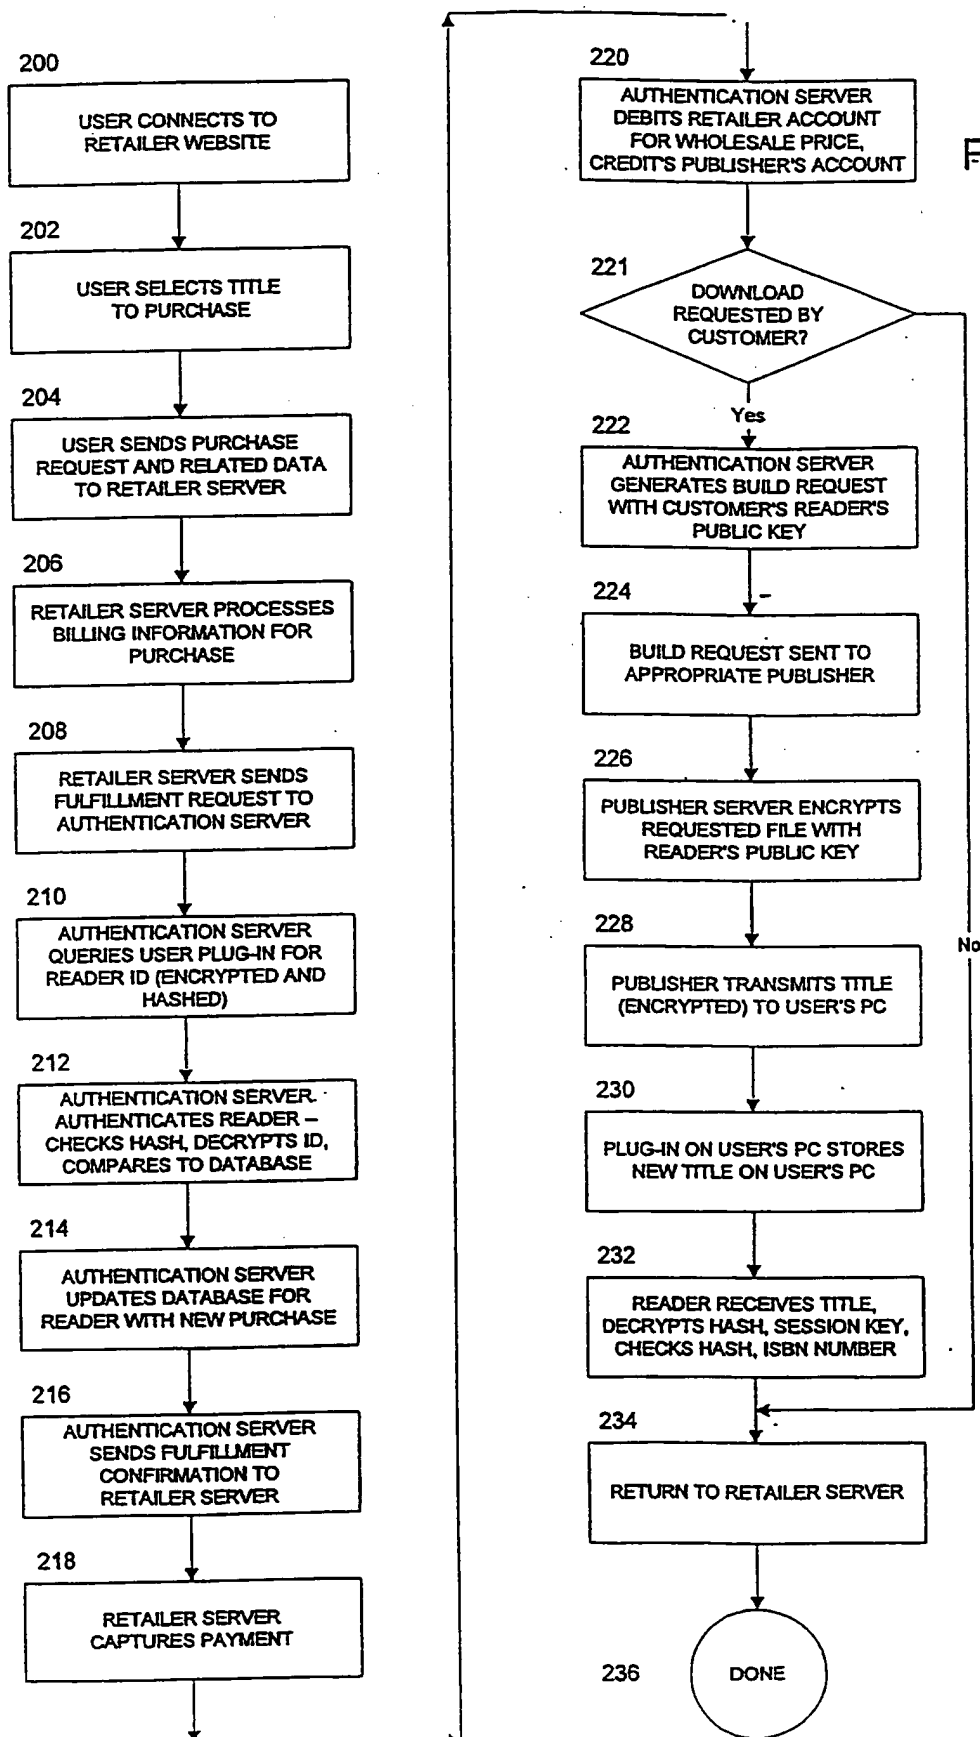 200
USER CONNECTS TO
RETAILER WEBSITE
202
USER SELECTS TITLE
TO PURCHASE
204
USER SENDS PURCHASE
REQUEST AND RELATED DATA
TO RETAILER SERVER
206
RETAILER SERVER PROCESSES
BILLING INFORMATION FOR
PURCHASE
208
RETAILER SERVER SENDS
FULFILLMENT REQUEST TO
AUTHENTICATION SERVER
210
AUTHENTICATION SERVER
QUERIES USER PLUG-IN FOR
READER ID (ENCRYPTED AND
HASHED)
212
AUTHENTICATION SERVER
AUTHENTICATES READER –
CHECKS HASH, DECRYPTS ID,
COMPARES TO DATABASE
214
AUTHENTICATION SERVER
UPDATES DATABASE FOR
READER WITH NEW PURCHASE
216
AUTHENTICATION SERVER
SENDS FULFILLMENT
CONFIRMATION TO
RETAILER SERVER
218
RETAILER SERVER
CAPTURES PAYMENT
220
AUTHENTICATION SERVER
DEBITS RETAILER ACCOUNT
FOR WHOLESALE PRICE,
CREDIT'S PUBLISHER'S ACCOUNT
F
221
DOWNLOAD
REQUESTED BY
CUSTOMER?
Yes
222
AUTHENTICATION SERVER
GENERATES BUILD REQUEST
WITH CUSTOMER'S READER'S
PUBLIC KEY
224
BUILD REQUEST SENT TO
APPROPRIATE PUBLISHER
226
PUBLISHER SERVER ENCRYPTS
REQUESTED FILE WITH
READER'S PUBLIC KEY
228
PUBLISHER TRANSMITS TITLE
(ENCRYPTED) TO USER'S PC
No
230
PLUG-IN ON USER'S PC STORES
NEW TITLE ON USER'S PC
232
READER RECEIVES TITLE,
DECRYPTS HASH, SESSION KEY,
CHECKS HASH, ISBN NUMBER
234
RETURN TO RETAILER SERVER
236
DONE